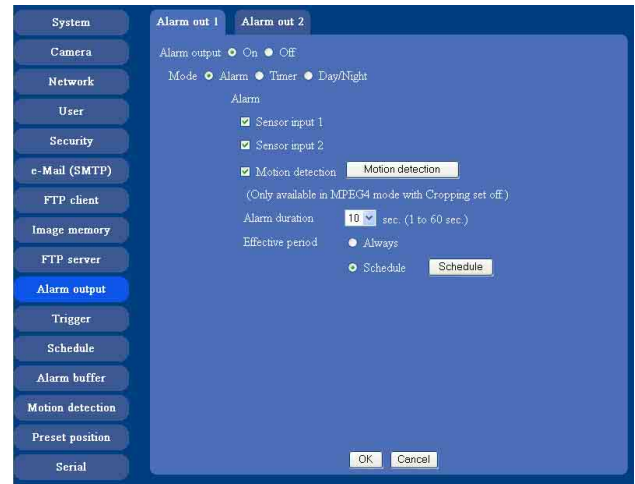 System
Camera
Network
User
Security
e-Mail (SMTP)
FTP client
Image memory
FTP server
Alarm output
Trigger
Schedule
Alarm buffer
Motion detection
Preset position
Serial
Alarm out 1 Alarm out 2
Alarm output On Off
Mode Alarm Timer Day/Night
Alarm
Sensor input 1
Sensor input 2
Motion detection Motion detection
(Only available in MPEG4 mode with Cropping set off.)
Alarm duration 10 sec. (1 to 60 sec.)
Effective period Always
Schedule Schedule
OK Cancel